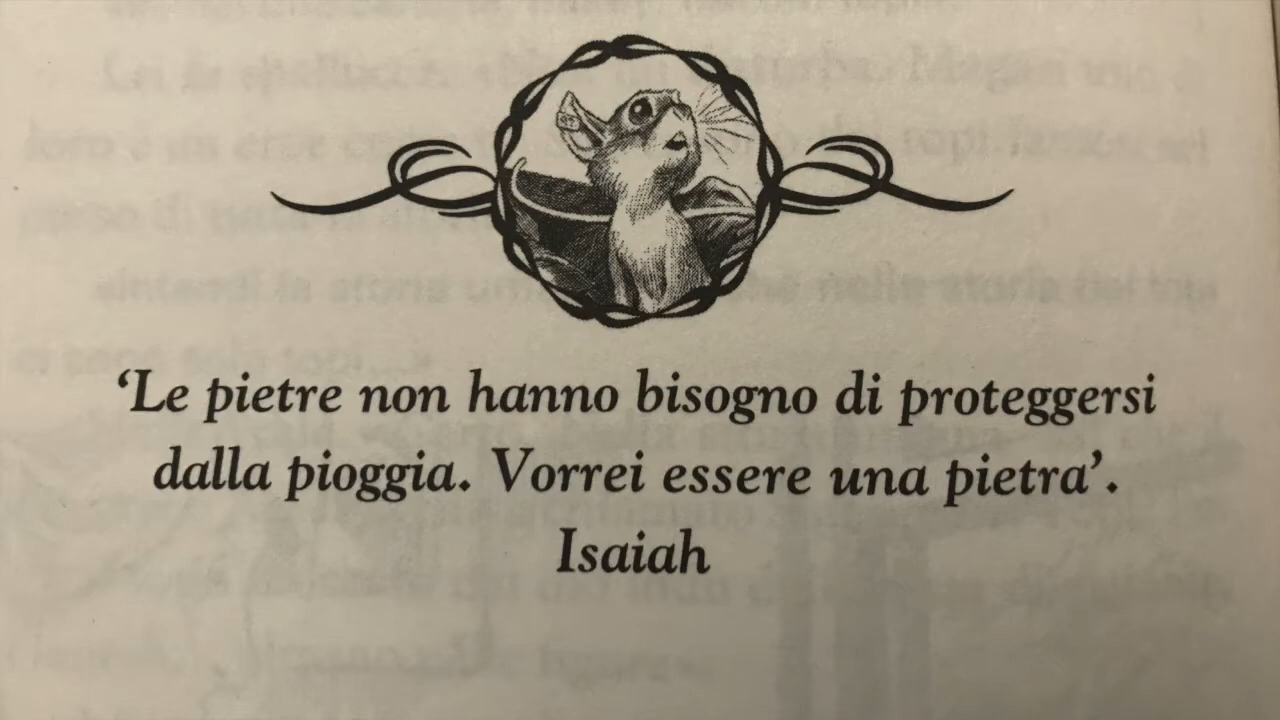 ‘Le pietre non hanno bisogno di proteggersi
dalla pioggia. Vorrei essere una pietra’.
Isaiah